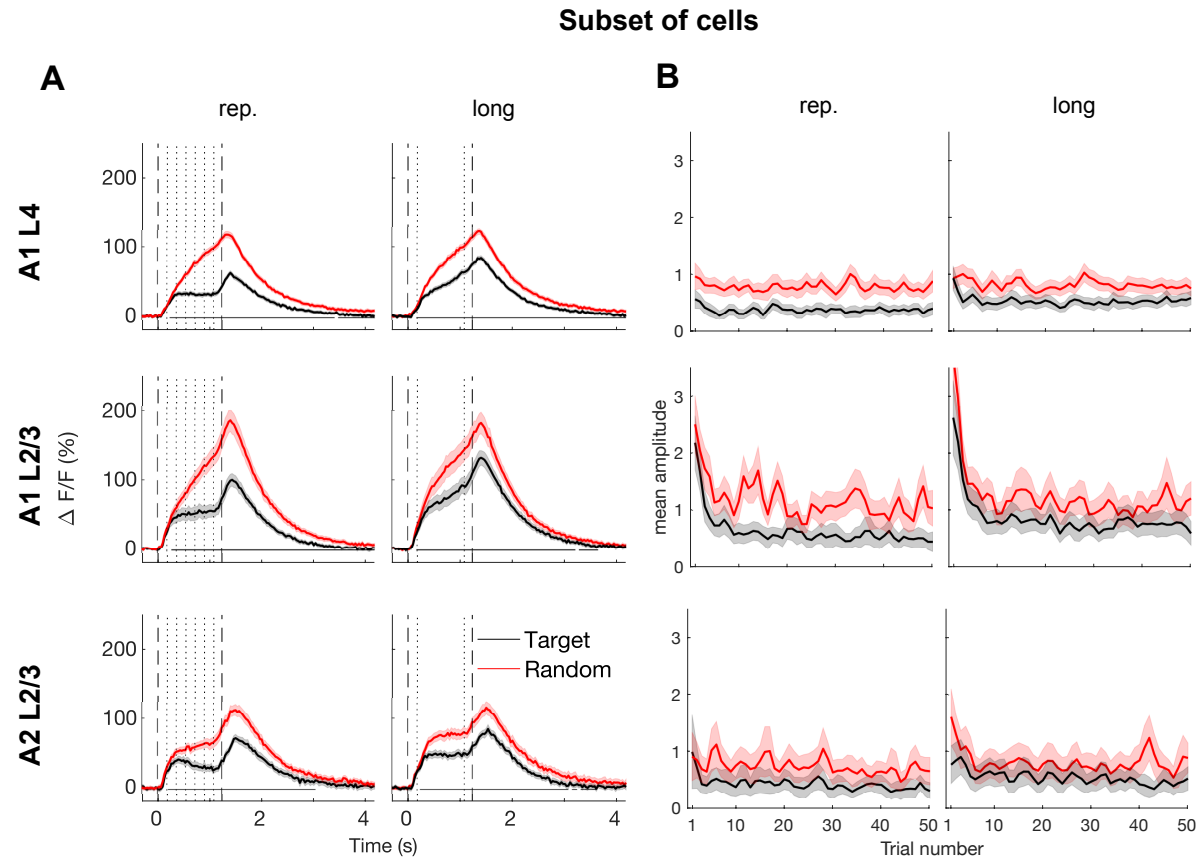 Subset of cells
A
B
rep.
long
rep.
long
A1 L4
200
100
0
3
2
1
0
A1 L2/3
Δ F/F (%)
200
100
0
mean amplitude
3
2
1
0
A2 L2/3
200
100
0
Target
Random
3
2
1
0
0 2 4
0 2 4
1 10 20 30 40 50
1 10 20 30 40 50
Time (s)
Trial number